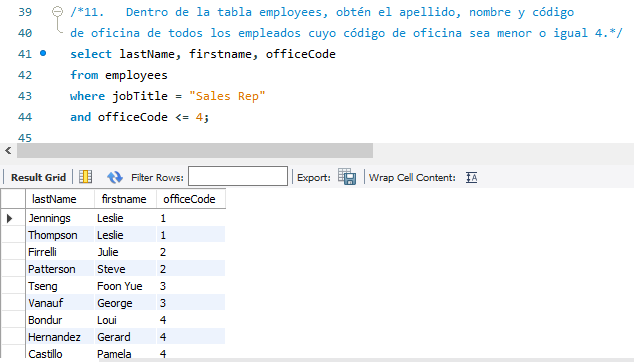 39 /*11. Dentro de la tabla employees, obtén el apellido, nombre y código
40 de oficina de todos los empleados cuyo código de oficina sea menor o igual 4.*/
41 select lastName, firstname, officeCode
42 from employees
43 where jobTitle = "Sales Rep"
44 and officeCode <= 4;
45
Result Grid Filter Rows: Export: Wrap Cell Content:
lastName firstname officeCode
Jennings Leslie 1
Thompson Leslie 1
Firrelli Julie 2
Patterson Steve 2
Tseng Foon Yue 3
Vanauf George 3
Bondur Loui 4
Hernandez Gerard 4
Castillo Pamela 4